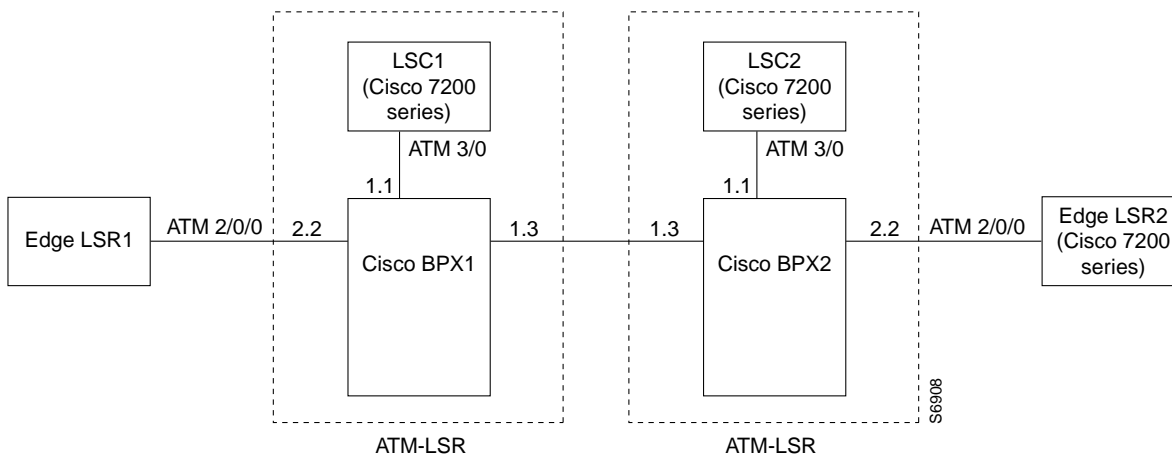 LSC1
(Cisco 7200
series)
LSC2
(Cisco 7200
series)
ATM 3/0
ATM 3/0
1.1
1.1
Edge LSR1
ATM 2/0/0
2.2
Cisco BPX1
1.3
1.3
Cisco BPX2
2.2
ATM 2/0/0
Edge LSR2
(Cisco 7200
series)
S6908
ATM-LSR
ATM-LSR